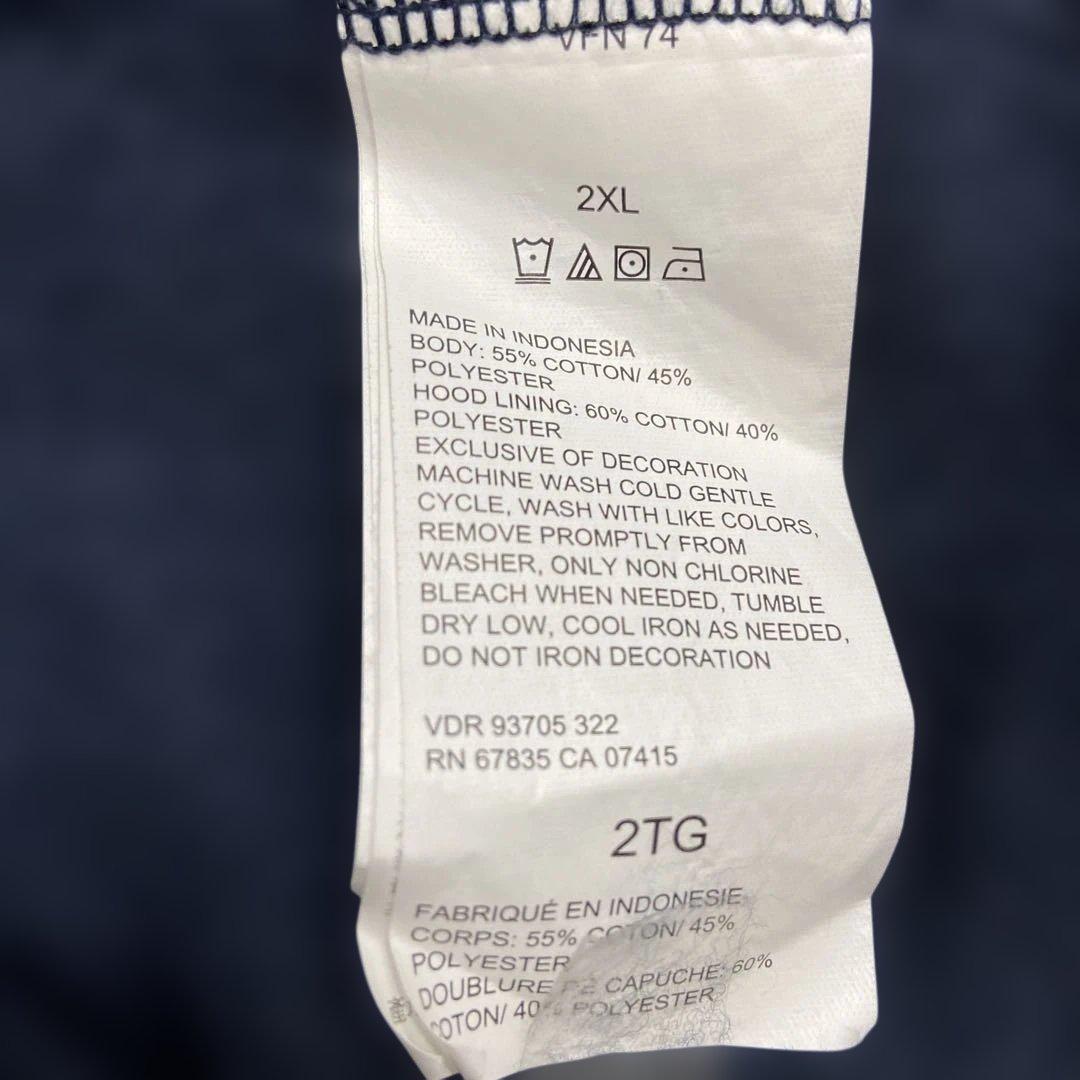 VFN 74
2XL
MADE IN INDONESIA
BODY: 55% COTTON/ 45%
POLYESTER
HOOD LINING: 60% COTTON/ 40%
POLYESTER
EXCLUSIVE OF DECORATION
MACHINE WASH COLD GENTLE
CYCLE, WASH WITH LIKE COLORS,
REMOVE PROMPTLY FROM
WASHER, ONLY NON CHLORINE
BLEACH WHEN NEEDED, TUMBLE
DRY LOW, COOL IRON AS NEEDED,
DO NOT IRON DECORATION
VDR 93705 322
RN 67835 CA 07415
2TG
FABRIQUÉ EN INDONESIE
CORPS: 55% COTON/ 45%
POLYESTER
DOUBLURE DE CAPUCHE: 60%
COTON/ 40% POLYESTER